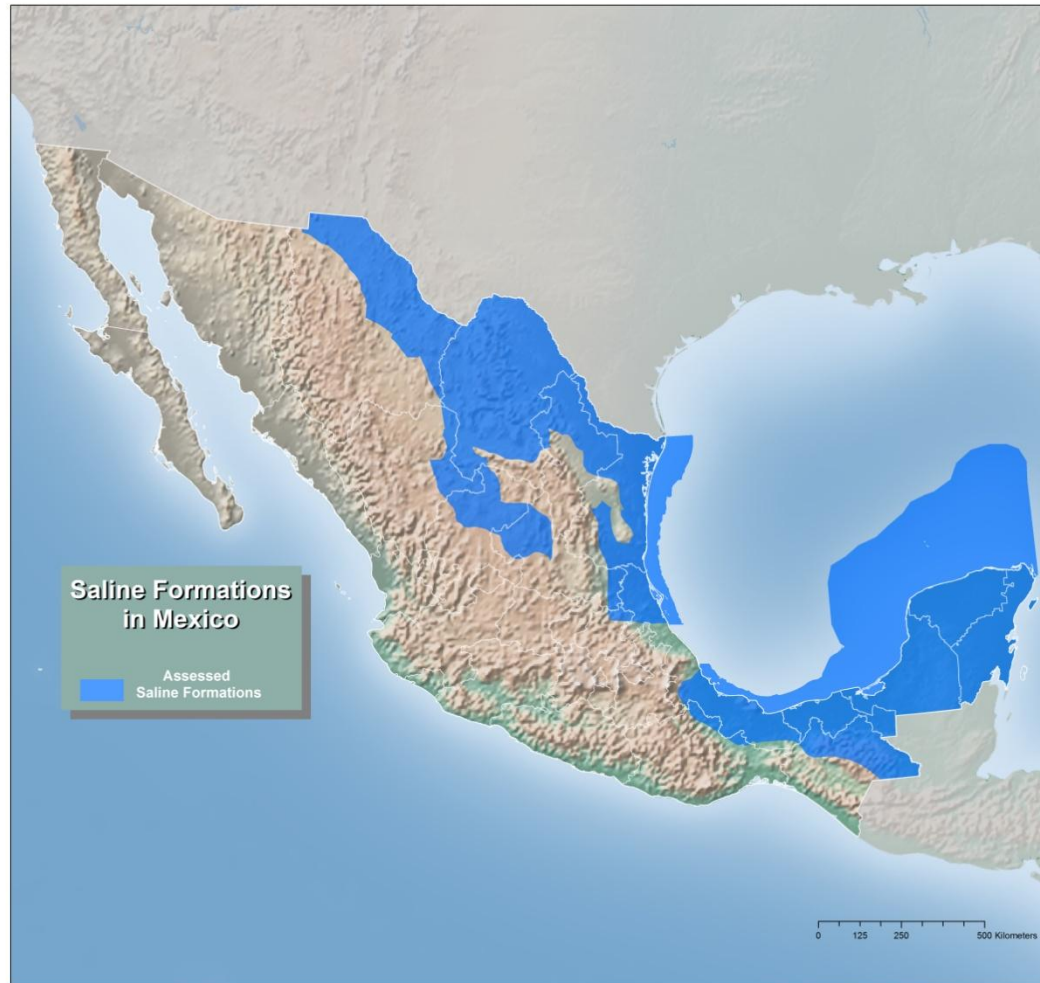 Saline Formations
in Mexico
Assessed
Saline Formations
0 125 250 500 Kilometers